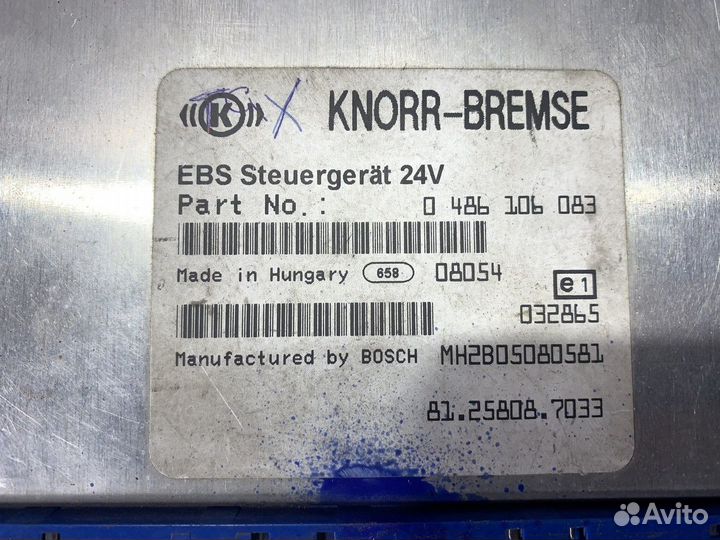 K KNORR-BREMSE
EBS Steuergerät 24V
Part No.: 0 486 106 083
Made in Hungary 658 08054 e1
032865
Manufactured by BOSCH MH2B05080581
81.25808.7033
Avito